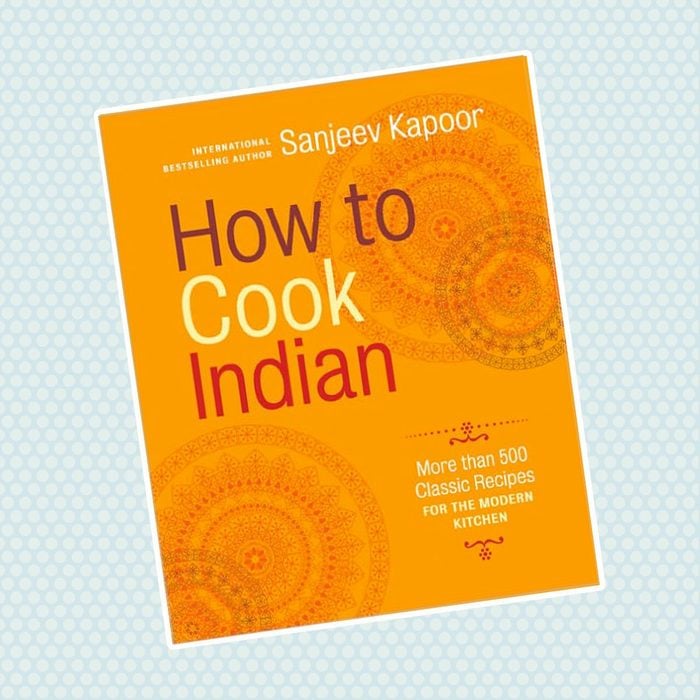 INTERNATIONAL
BESTSELLING AUTHOR Sanjeev Kapoor
How to
Cook
Indian
More than 500
Classic Recipes
FOR THE MODERN
KITCHEN